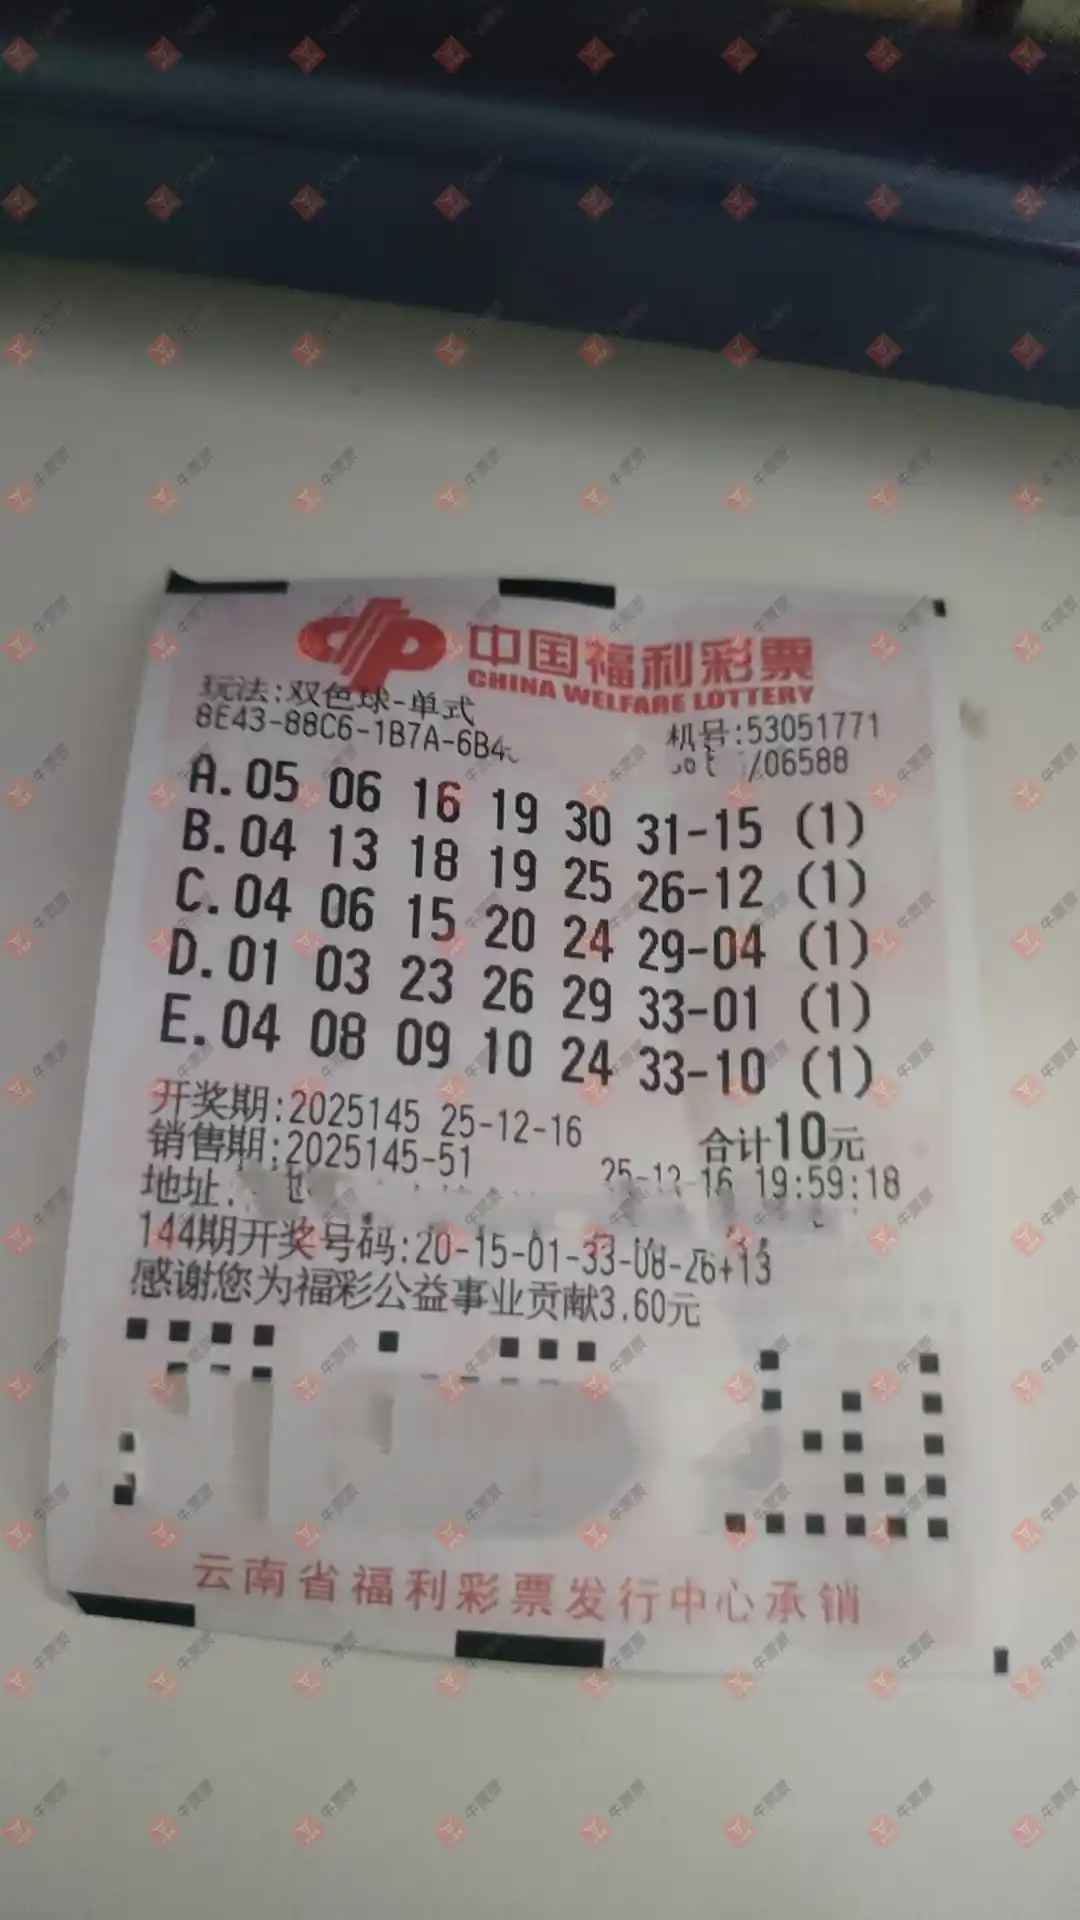 中国福利彩票
CHINA WELFARE LOTTERY
玩法:双色球-单式
8E43-88C6-1B7A-6B4
机号:53051771
/06588
A.05 06 16 19 30 31-15 (1)
B.04 13 18 19 25 26-12 (1)
C.04 06 15 20 24 29-04 (1)
D.01 03 23 26 29 33-01 (1)
E.04 08 09 10 24 33-10 (1)
开奖期:2025145 25-12-16
合计10元
销售期:2025145-51
25-12-16 19:59:18
地址:
144期开奖号码:20-15-01-33-08-26+13
感谢您为福彩公益事业贡献3.60元
云南省福利彩票发行中心承销